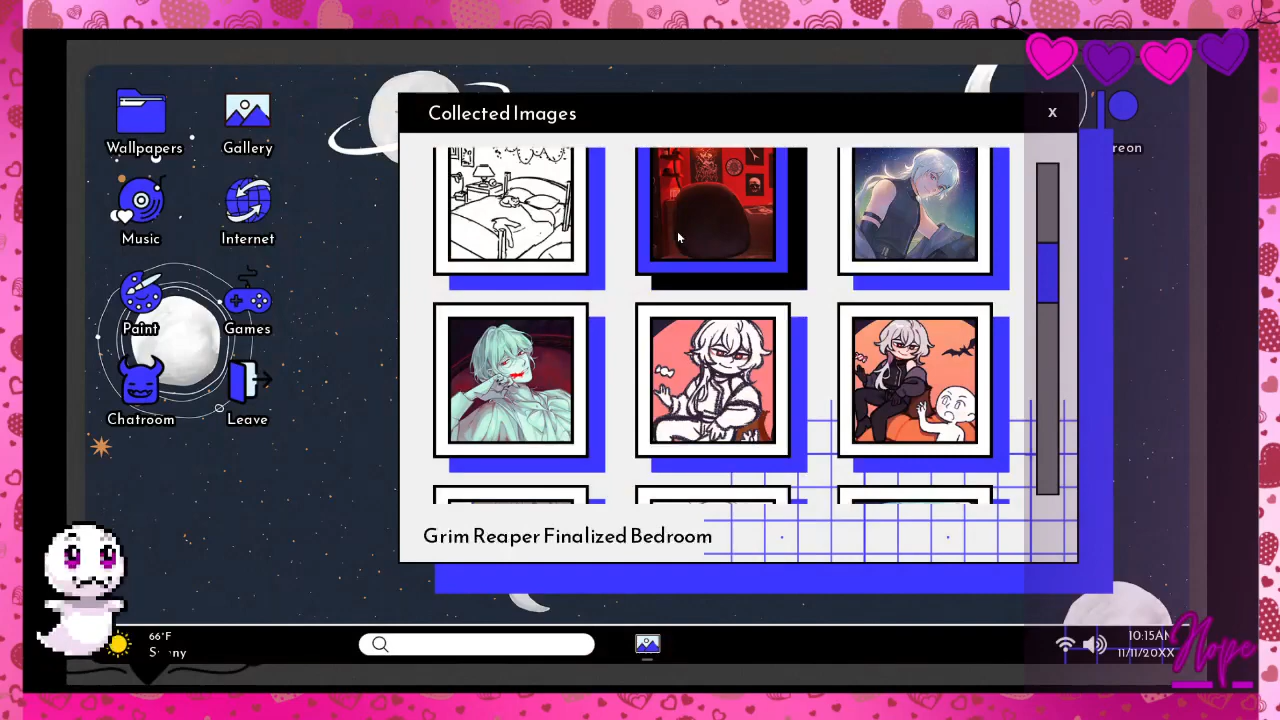 Collected Images
x
Wallpapers
Gallery
reon
Music
Internet
Paint
Games
Chatroom
Leave
Grim Reaper Finalized Bedroom
66°F
10:15AM
11/11/20XX
Nope